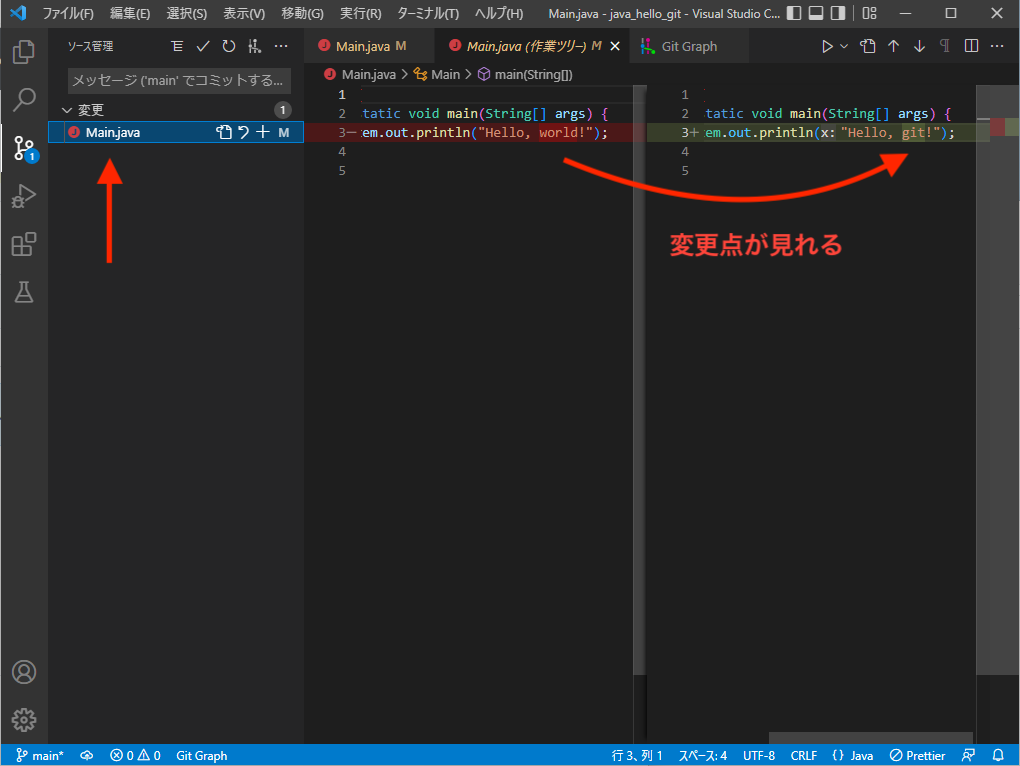 ファイル(F) 編集(E) 選択(S) 表示(V) 移動(G) 実行(R) ターミナル(T) ヘルプ(H) Main.java - java_hello_git - Visual Studio C...
ソース管理
Main.java M
Main.java (作業ツリー) M
Git Graph
メッセージ ('main' でコミットする...
Main.java > Main > main(String[])
変更 1
Main.java M
1
2 tatic void main(String[] args) {
3− em.out.println("Hello, world!");
4
5
1
2 tatic void main(String[] args) {
3+ em.out.println(x: "Hello, git!");
4
5
変更点が見れる
1
main* 0 0 Git Graph 行 3、列 1 スペース: 4 UTF-8 CRLF {} Java Prettier